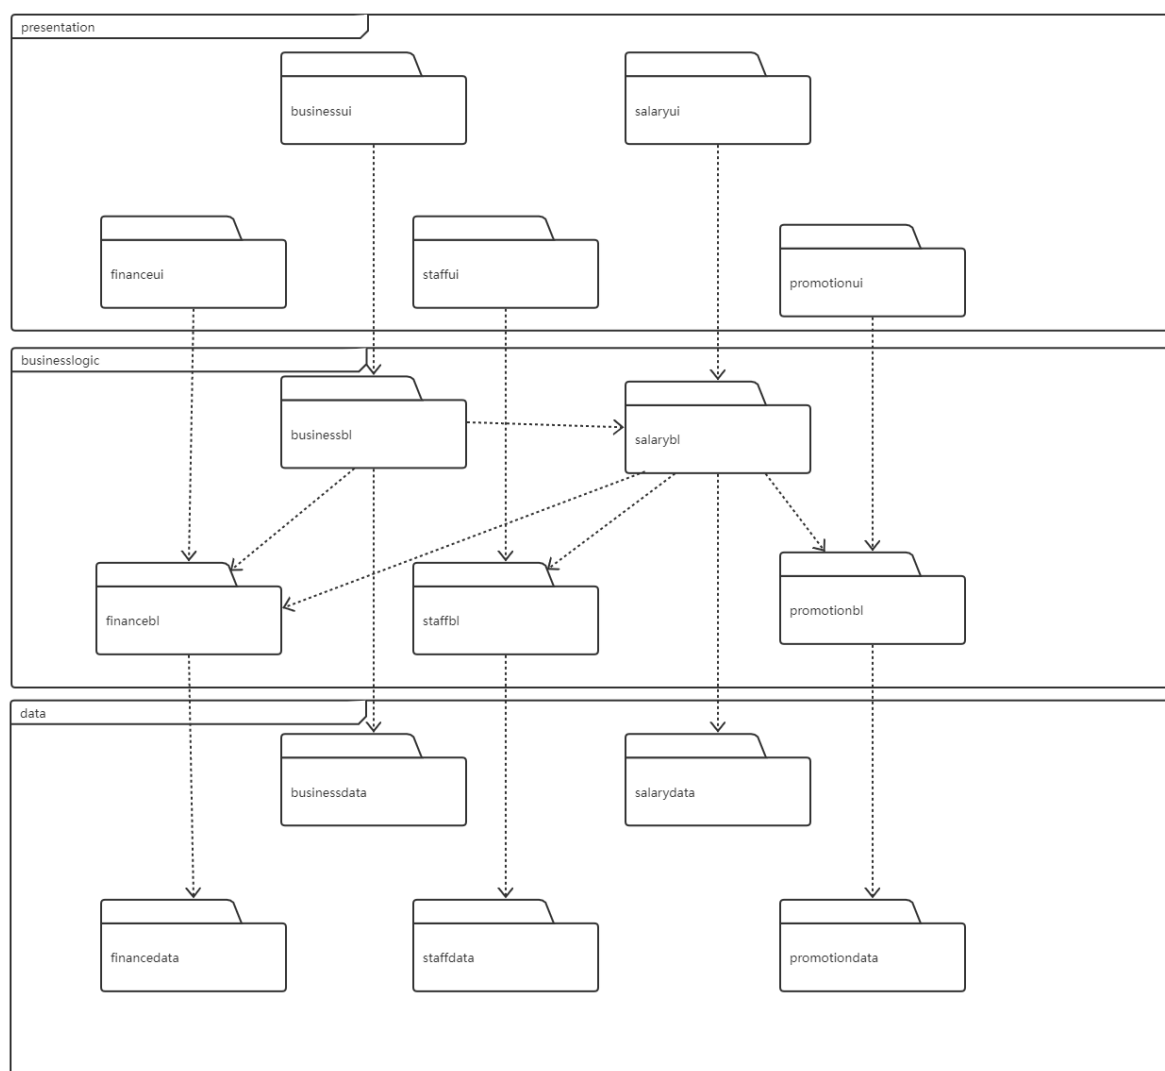 presentation
businessui
salaryui
financeui
staffui
promotionui
businesslogic
businessbl
salarybl
financebl
staffbl
promotionbl
data
businessdata
salarydata
financedata
staffdata
promotiondata